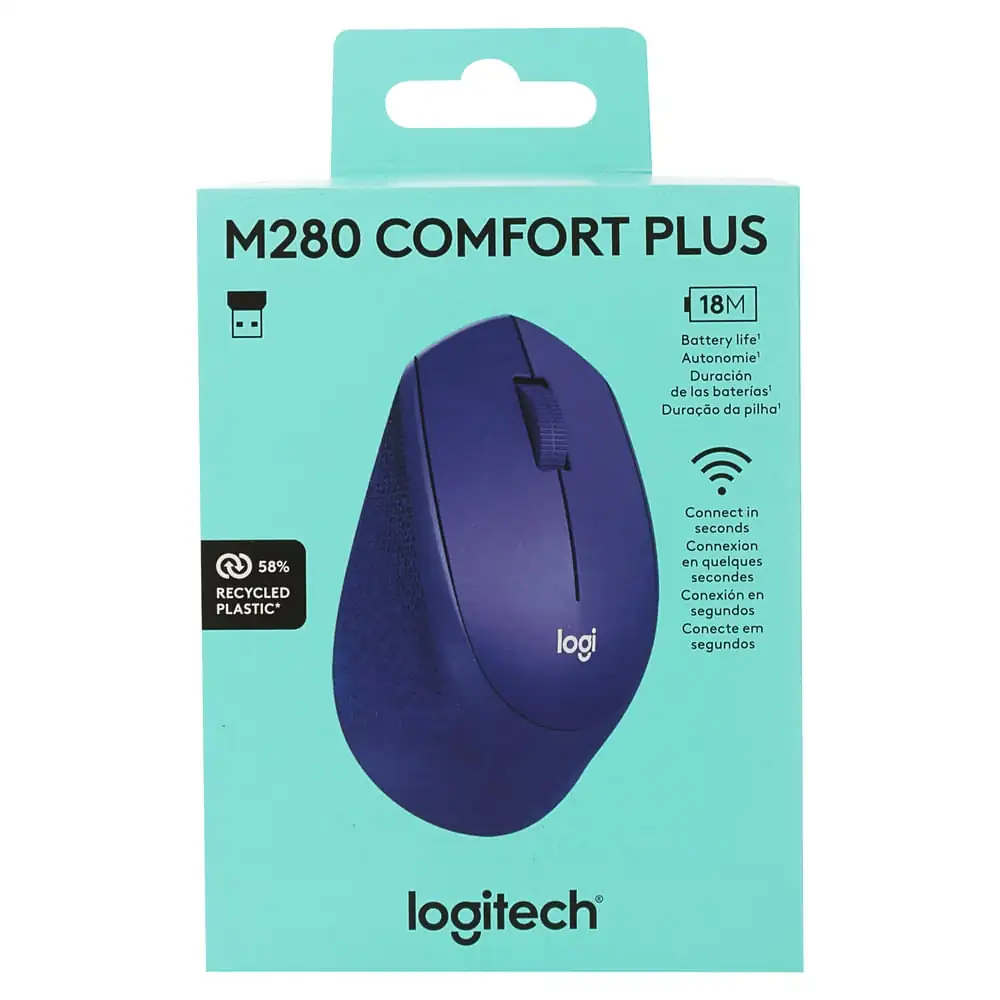 M280 COMFORT PLUS
18M
Battery life¹
Autonomie¹
Duración
de las baterías¹
Duração da pilha¹
Connect in
seconds
Connexion
en quelques
secondes
Conexión en
segundos
Conecte em
segundos
58%
RECYCLED
PLASTIC*
logi
logitech®